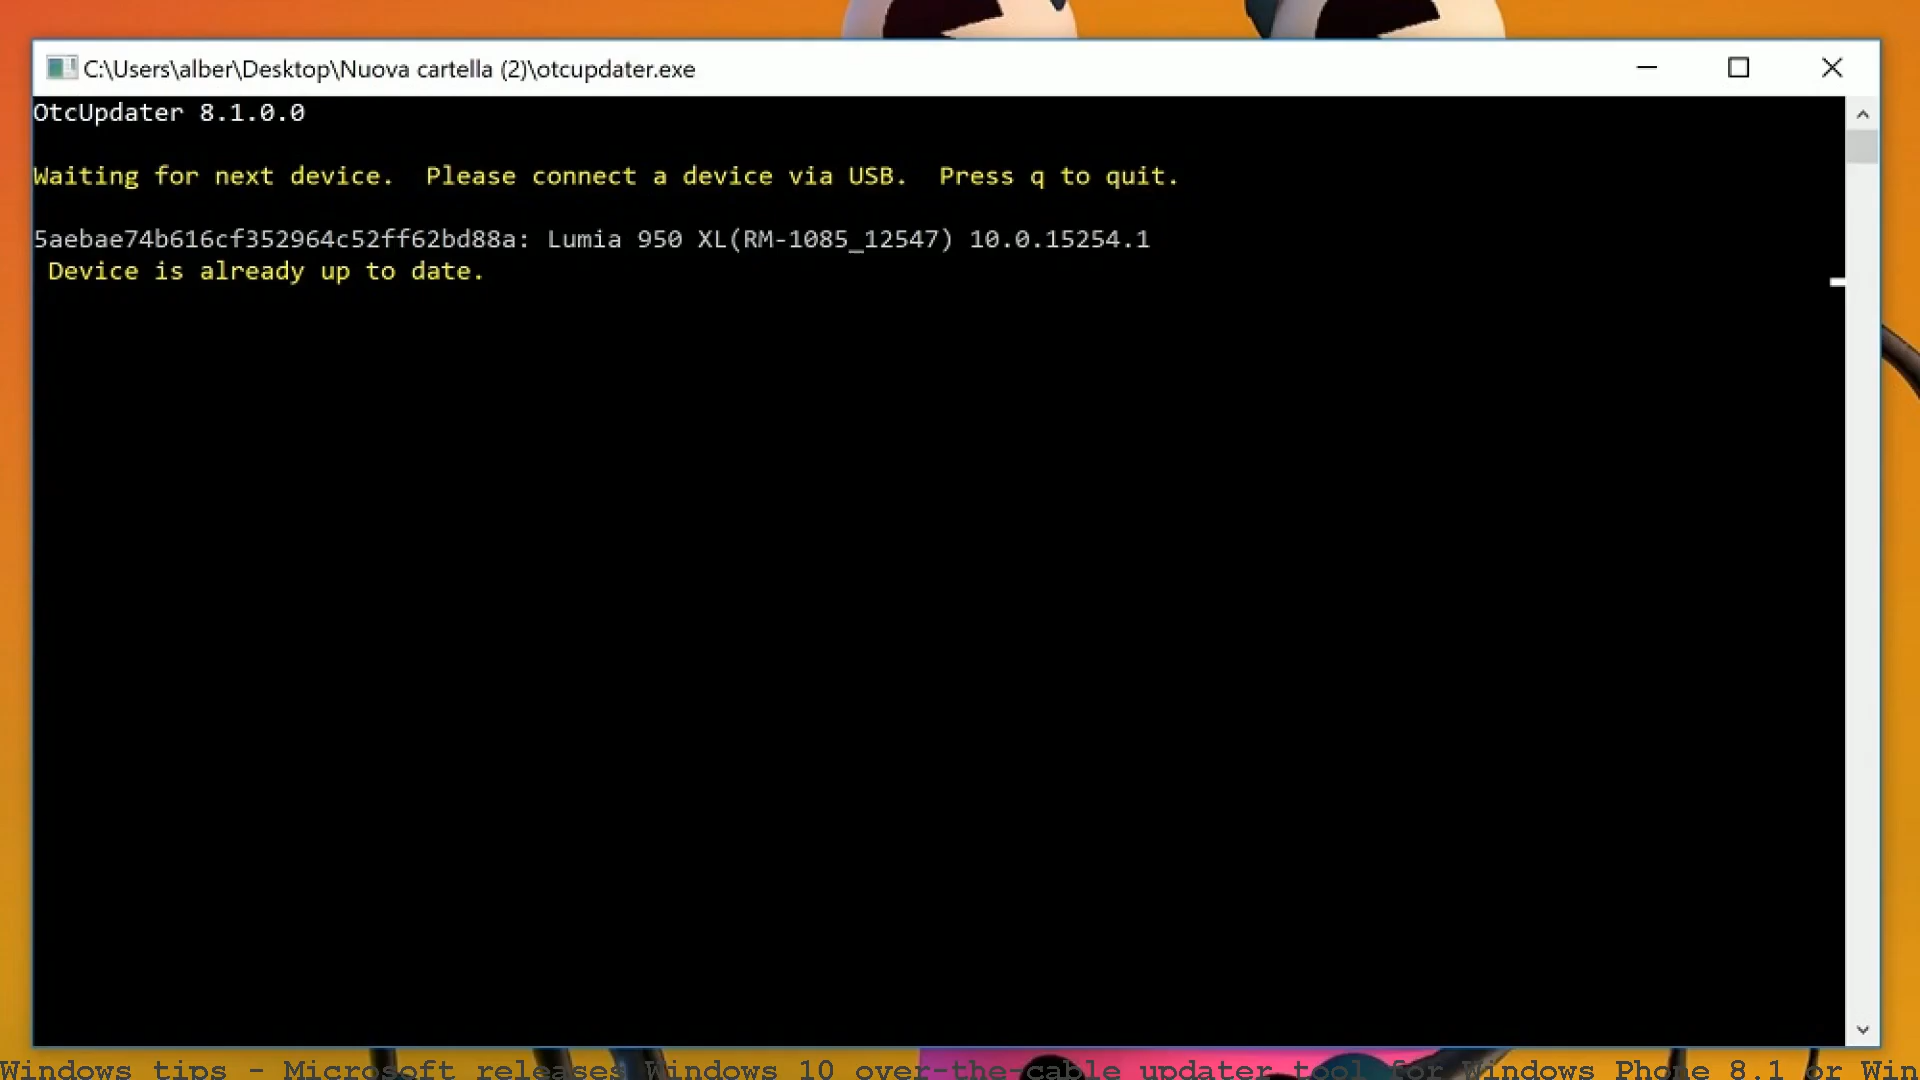 C:\Users\alber\Desktop\Nuova cartella (2)\otcupdater.exe
OtcUpdater 8.1.0.0
Waiting for next device.  Please connect a device via USB.  Press q to quit.
5aebae74b616cf352964c52ff62bd88a: Lumia 950 XL(RM-1085_12547) 10.0.15254.1
Device is already up to date.
Windows tips - Microsoft releases Windows 10 over-the-cable updater tool for Windows Phone 8.1 or Win